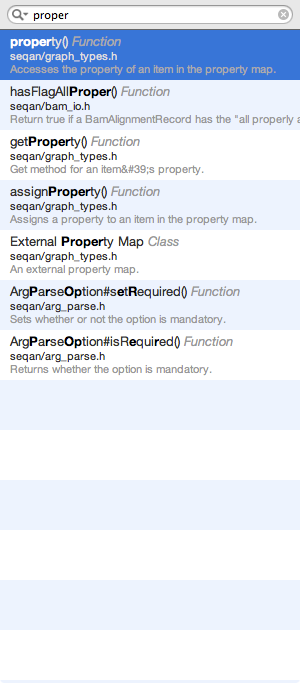 proper
property() Function
seqan/graph_types.h
Accesses the property of an item in the property map.
hasFlagAllProper() Function
seqan/bam_io.h
Return true if a BamAlignmentRecord has the "all properly a
getProperty() Function
seqan/graph_types.h
Get method for an item&#39;s property.
assignProperty() Function
seqan/graph_types.h
Assigns a property to an item in the property map.
External Property Map Class
seqan/graph_types.h
An external property map.
ArgParseOption#setRequired() Function
seqan/arg_parse.h
Sets whether or not the option is mandatory.
ArgParseOption#isRequired() Function
seqan/arg_parse.h
Returns whether the option is mandatory.